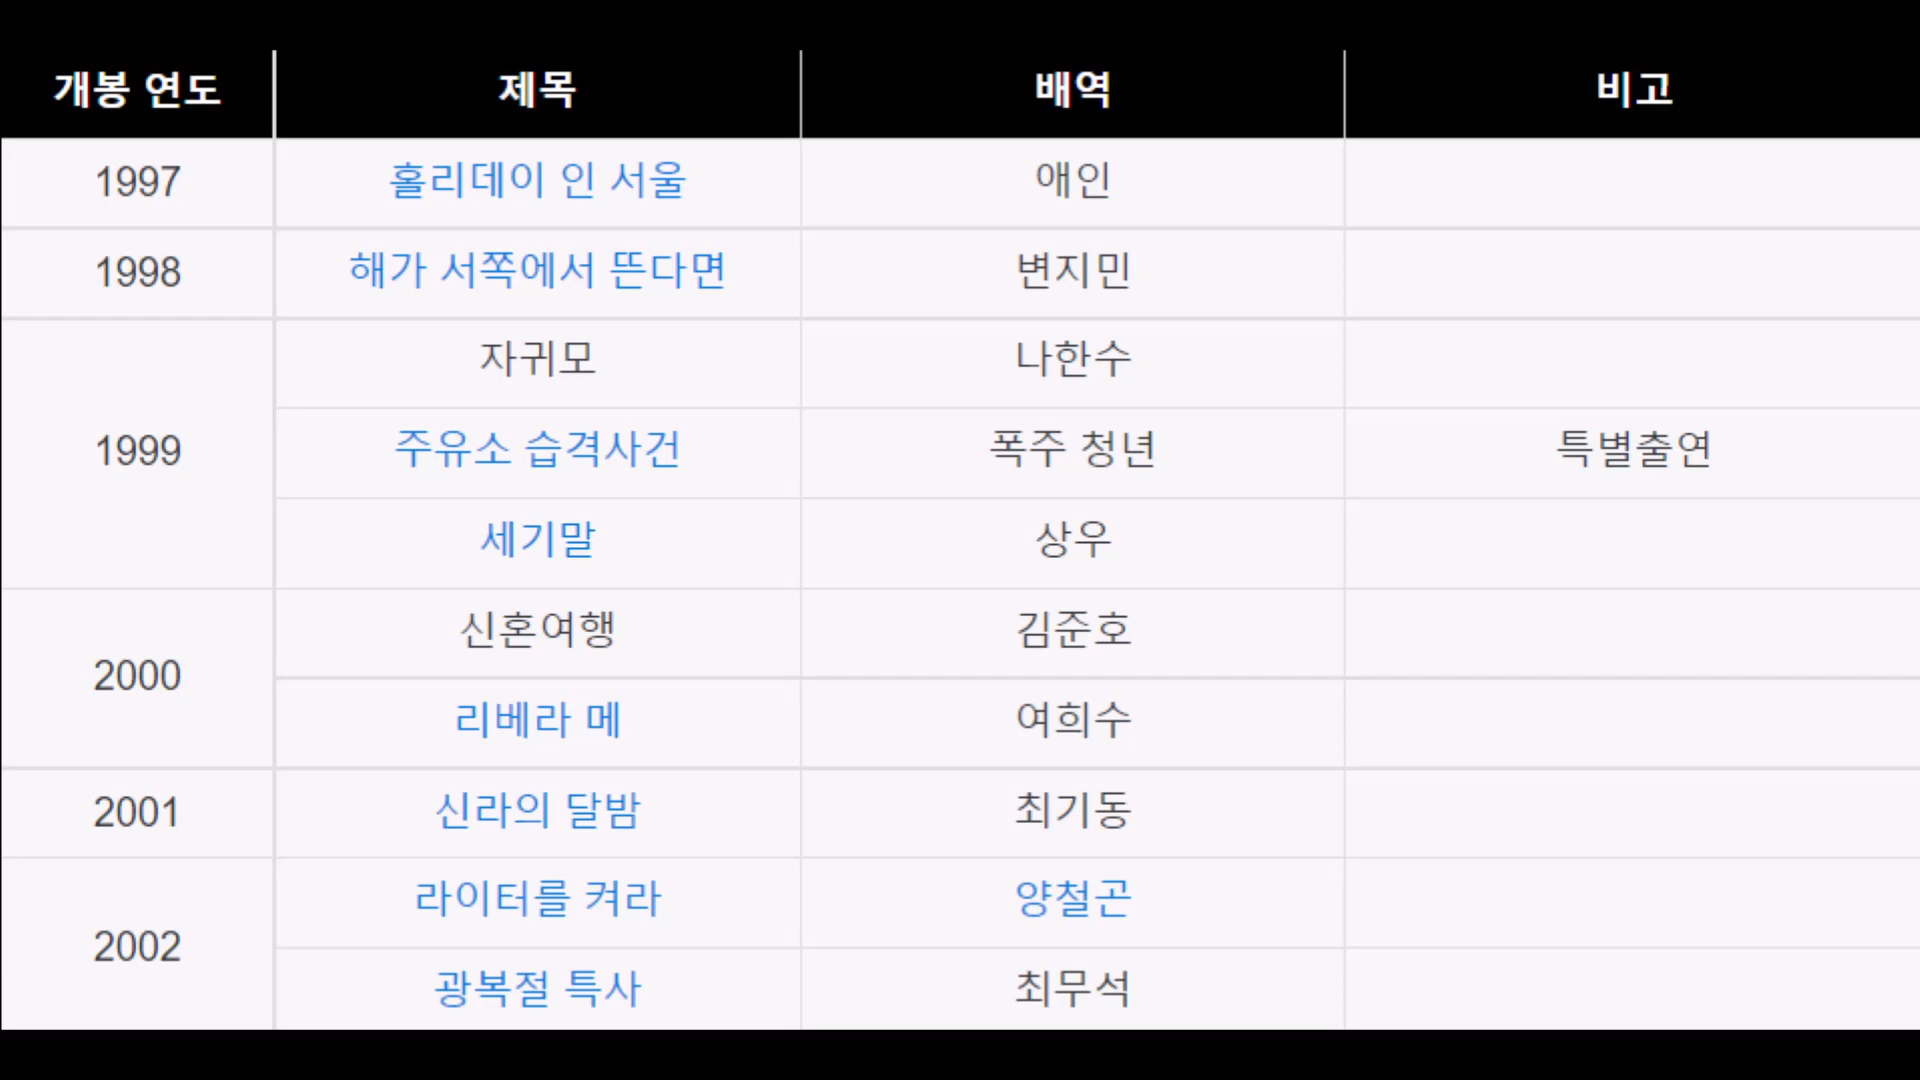 개봉 연도 제목 배역 비고
1997 홀리데이 인 서울 애인
1998 해가 서쪽에서 뜬다면 변지민
1999 자귀모 나한수
주유소 습격사건 폭주 청년 특별출연
세기말 상우
2000 신혼여행 김준호
리베라 메 여희수
2001 신라의 달밤 최기동
2002 라이터를 켜라 양철곤
광복절 특사 최무석